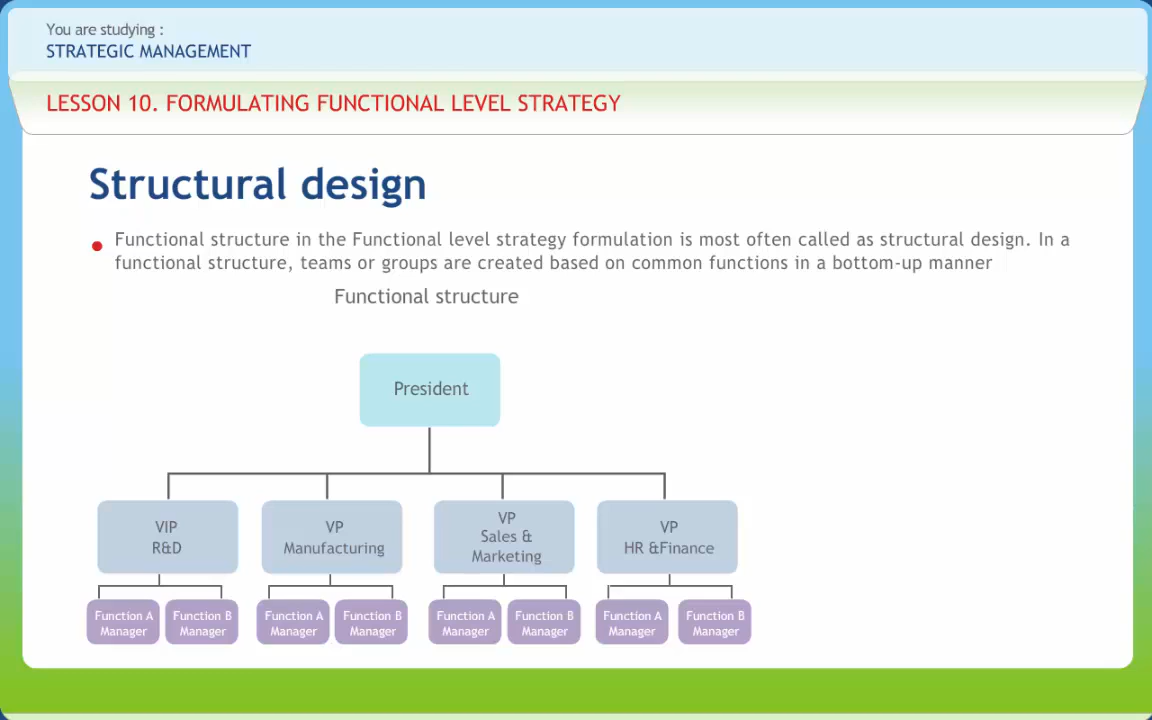 You are studying :
STRATEGIC MANAGEMENT
LESSON 10. FORMULATING FUNCTIONAL LEVEL STRATEGY
Structural design
Functional structure in the Functional level strategy formulation is most often called as structural design. In a
functional structure, teams or groups are created based on common functions in a bottom-up manner
Functional structure
President
VIP
R&D
VP
Manufacturing
VP
Sales &
Marketing
VP
HR &Finance
Function A
Manager
Function B
Manager
Function A
Manager
Function B
Manager
Function A
Manager
Function B
Manager
Function A
Manager
Function B
Manager